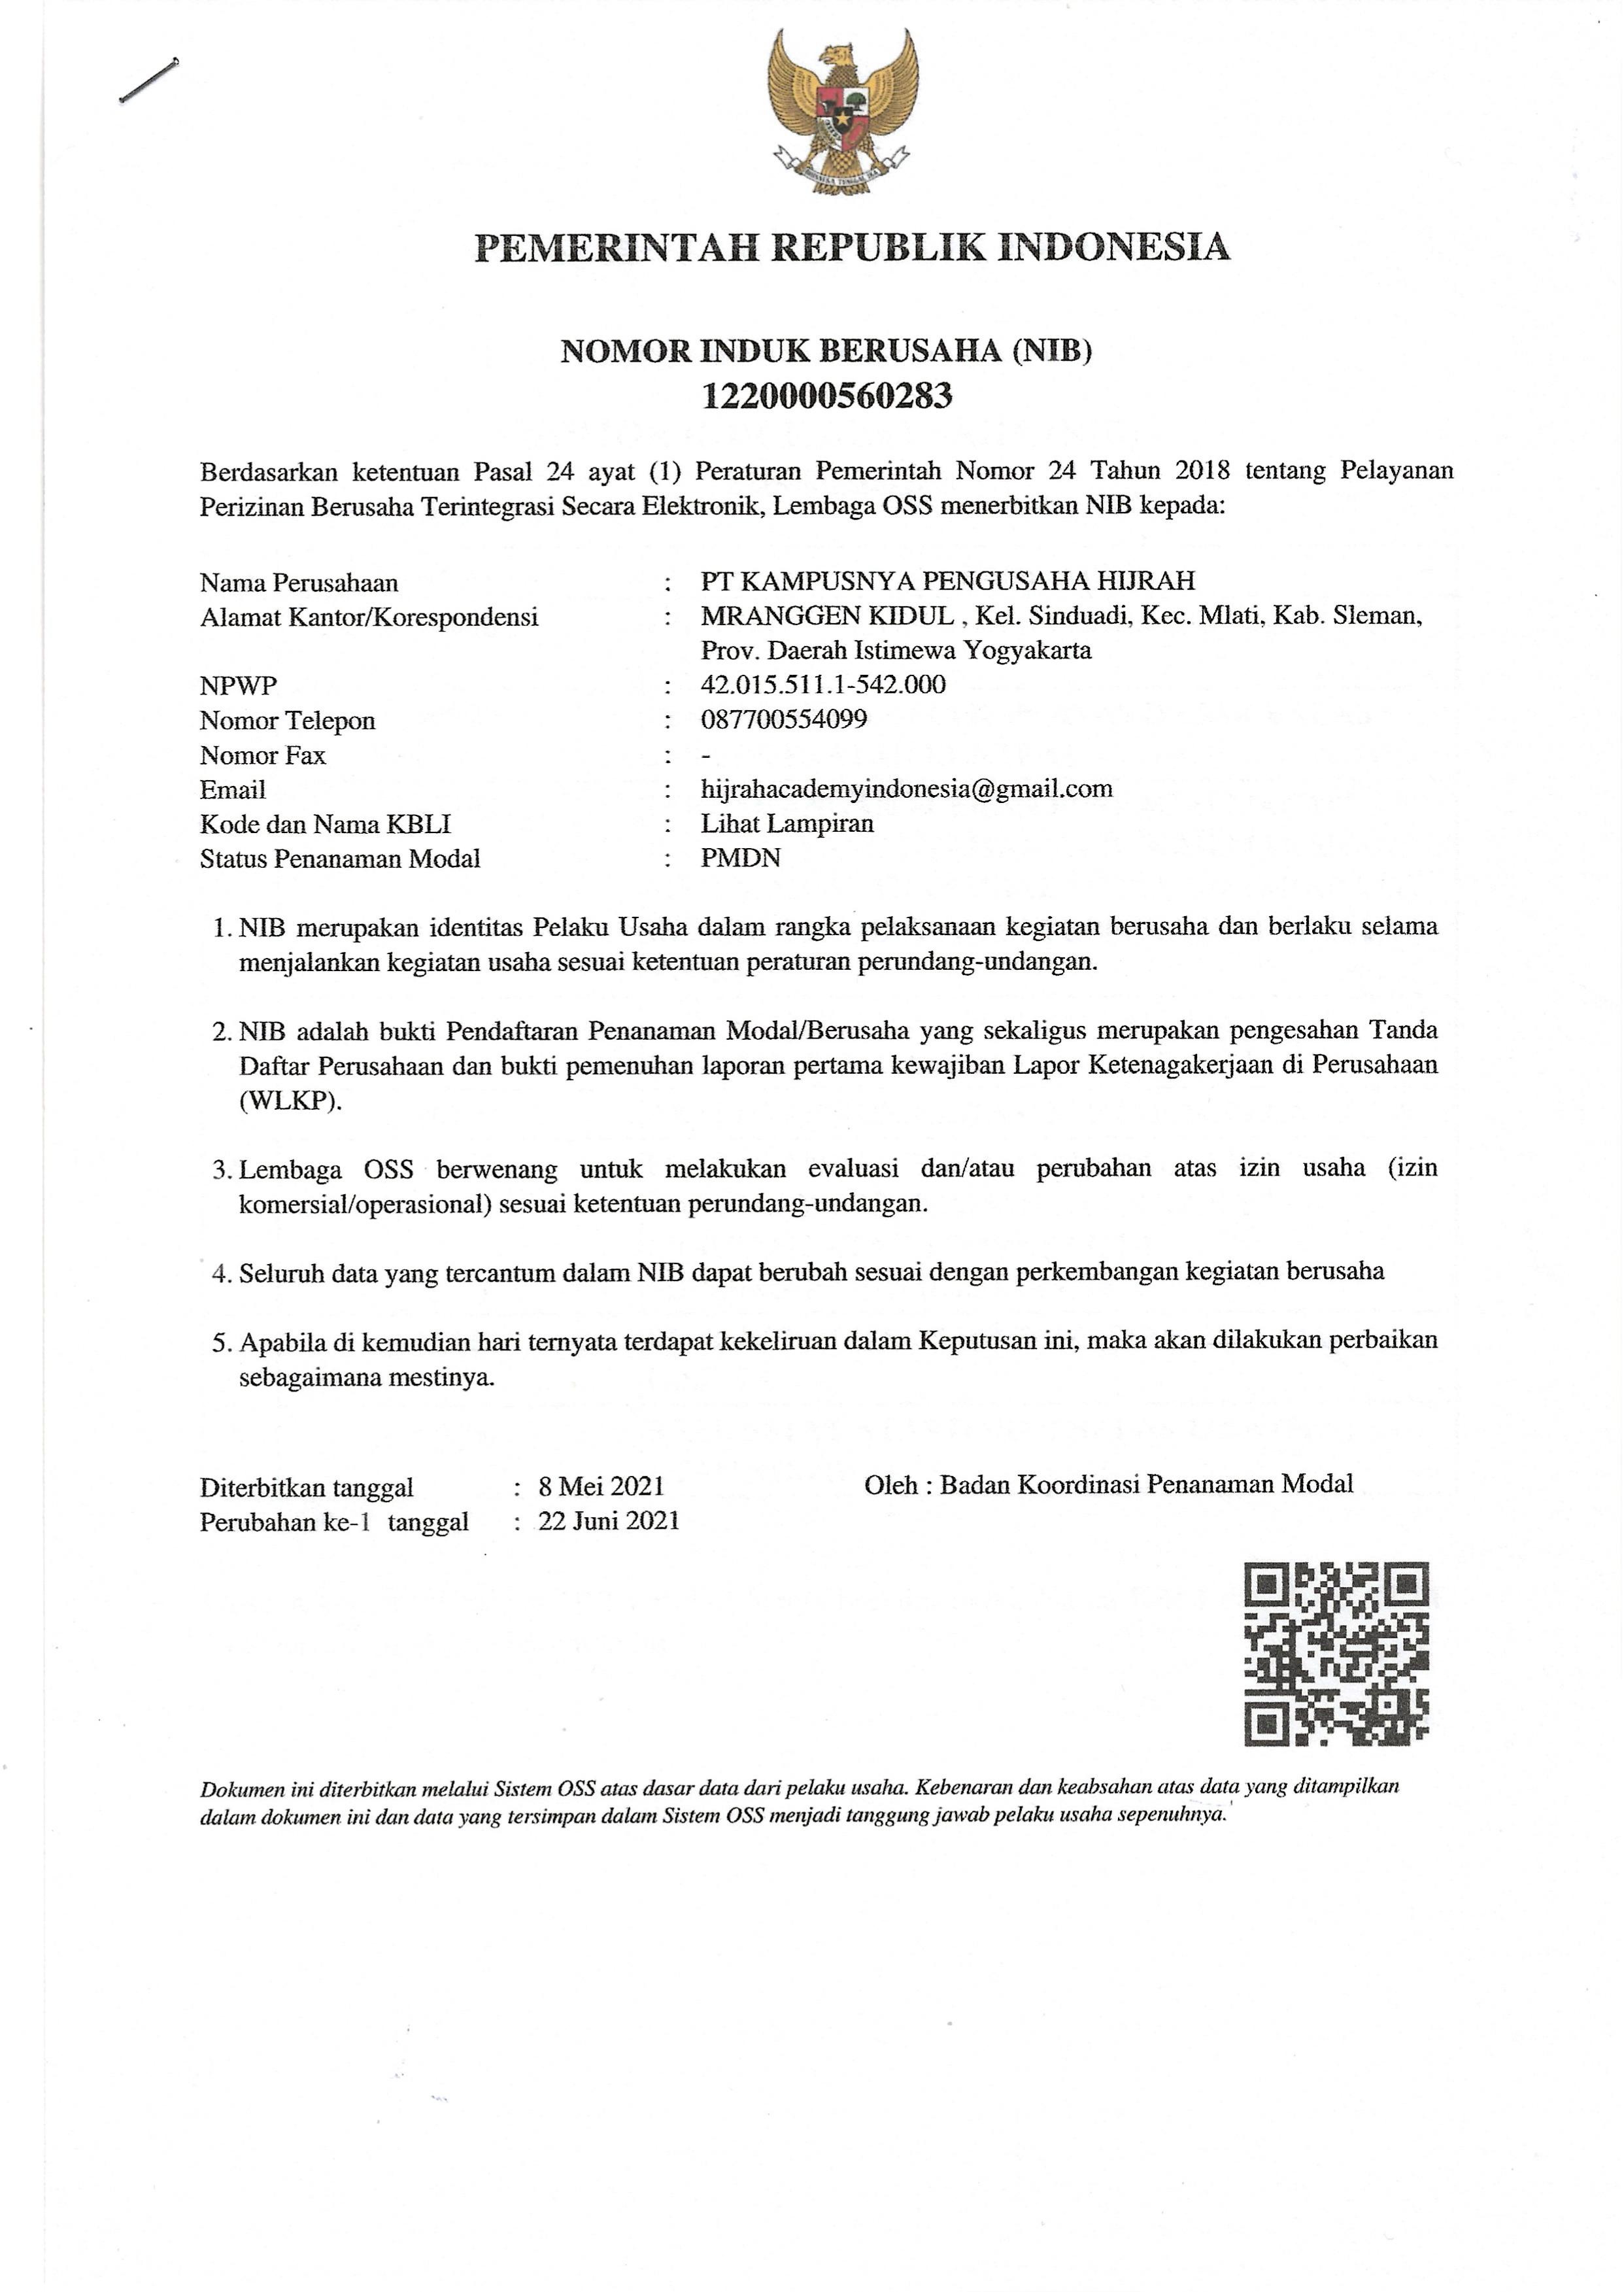 PEMERINTAH REPUBLIK INDONESIA
NOMOR INDUK BERUSAHA (NIB)
1220000560283
Berdasarkan ketentuan Pasal 24 ayat (1) Peraturan Pemerintah Nomor 24 Tahun 2018 tentang Pelayanan
Perizinan Berusaha Terintegrasi Secara Elektronik, Lembaga OSS menerbitkan NIB kepada:
Nama Perusahaan : PT KAMPUSNYA PENGUSAHA HIJRAH
Alamat Kantor/Korespondensi : MRANGGEN KIDUL , Kel. Sinduadi, Kec. Mlati, Kab. Sleman,
Prov. Daerah Istimewa Yogyakarta
NPWP : 42.015.511.1-542.000
Nomor Telepon : 087700554099
Nomor Fax : -
Email : hijrahacademyindonesia@gmail.com
Kode dan Nama KBLI : Lihat Lampiran
Status Penanaman Modal : PMDN
1. NIB merupakan identitas Pelaku Usaha dalam rangka pelaksanaan kegiatan berusaha dan berlaku selama
menjalankan kegiatan usaha sesuai ketentuan peraturan perundang-undangan.
2. NIB adalah bukti Pendaftaran Penanaman Modal/Berusaha yang sekaligus merupakan pengesahan Tanda
Daftar Perusahaan dan bukti pemenuhan laporan pertama kewajiban Lapor Ketenagakerjaan di Perusahaan
(WLKP).
3. Lembaga OSS berwenang untuk melakukan evaluasi dan/atau perubahan atas izin usaha (izin
komersial/operasional) sesuai ketentuan perundang-undangan.
4. Seluruh data yang tercantum dalam NIB dapat berubah sesuai dengan perkembangan kegiatan berusaha
5. Apabila di kemudian hari ternyata terdapat kekeliruan dalam Keputusan ini, maka akan dilakukan perbaikan
sebagaimana mestinya.
Diterbitkan tanggal : 8 Mei 2021 Oleh : Badan Koordinasi Penanaman Modal
Perubahan ke-1 tanggal : 22 Juni 2021
Dokumen ini diterbitkan melalui Sistem OSS atas dasar data dari pelaku usaha. Kebenaran dan keabsahan atas data yang ditampilkan
dalam dokumen ini dan data yang tersimpan dalam Sistem OSS menjadi tanggung jawab pelaku usaha sepenuhnya.